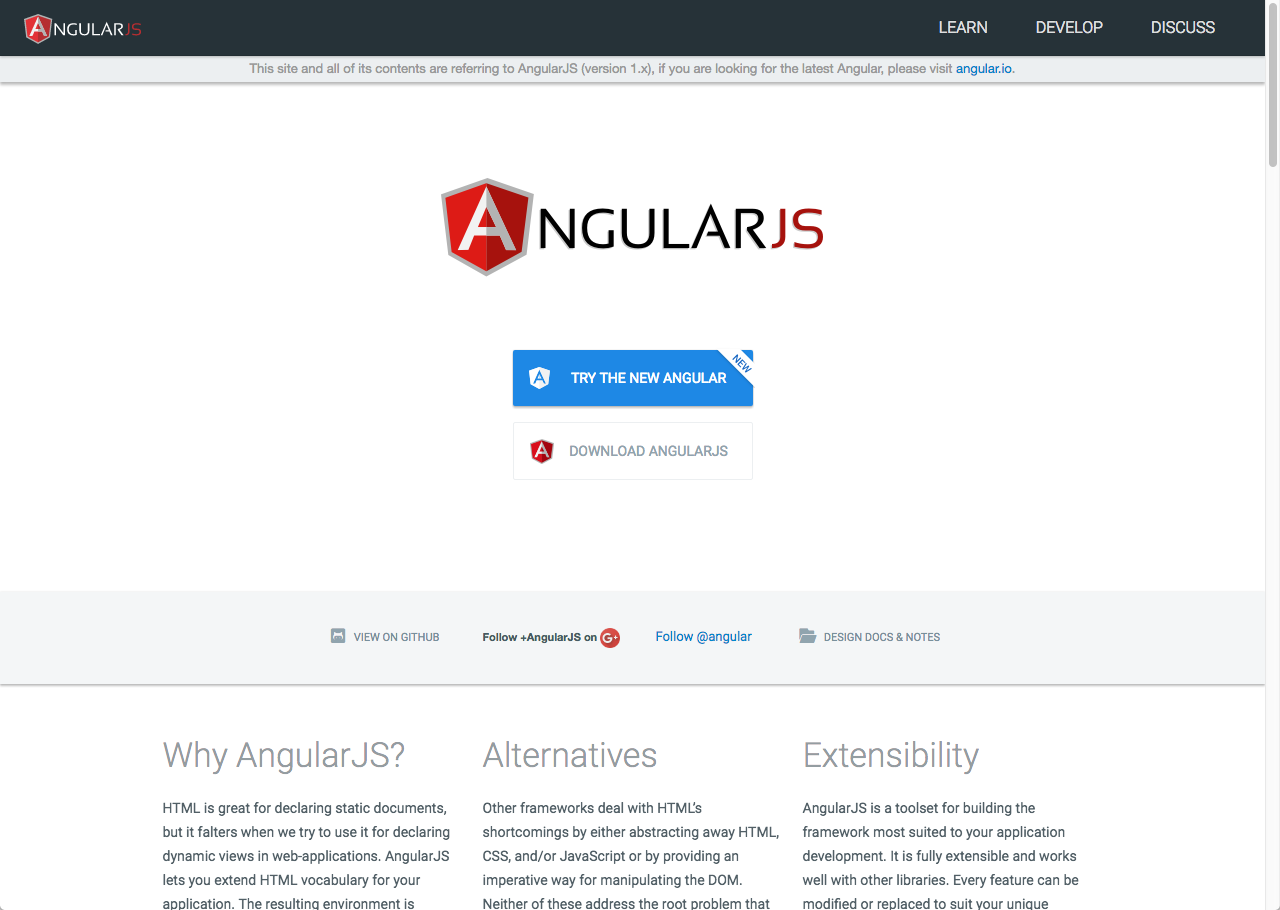 ANGULARJS
LEARN
DEVELOP
DISCUSS
This site and all of its contents are referring to AngularJS (version 1.x), if you are looking for the latest Angular, please visit angular.io.
ANGULARJS
TRY THE NEW ANGULAR
NEW
DOWNLOAD ANGULARJS
VIEW ON GITHUB
Follow +AngularJS on G+
Follow @angular
DESIGN DOCS & NOTES
Why AngularJS?
HTML is great for declaring static documents,
but it falters when we try to use it for declaring
dynamic views in web-applications. AngularJS
lets you extend HTML vocabulary for your
application. The resulting environment is
Alternatives
Other frameworks deal with HTML’s
shortcomings by either abstracting away HTML,
CSS, and/or JavaScript or by providing an
imperative way for manipulating the DOM.
Neither of these address the root problem that
Extensibility
AngularJS is a toolset for building the
framework most suited to your application
development. It is fully extensible and works
well with other libraries. Every feature can be
modified or replaced to suit your unique